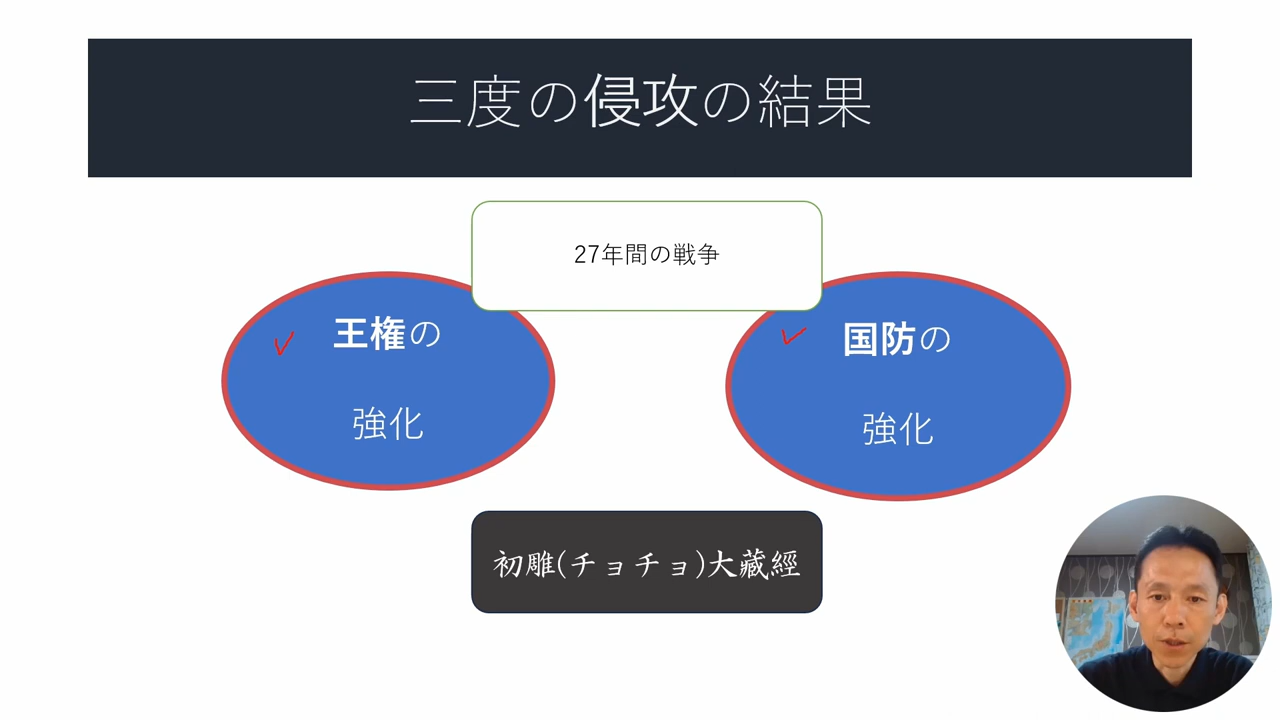 三度の侵攻の結果
27年間の戦争
王権の
強化
国防の
強化
初雕(チョチョ)大藏經